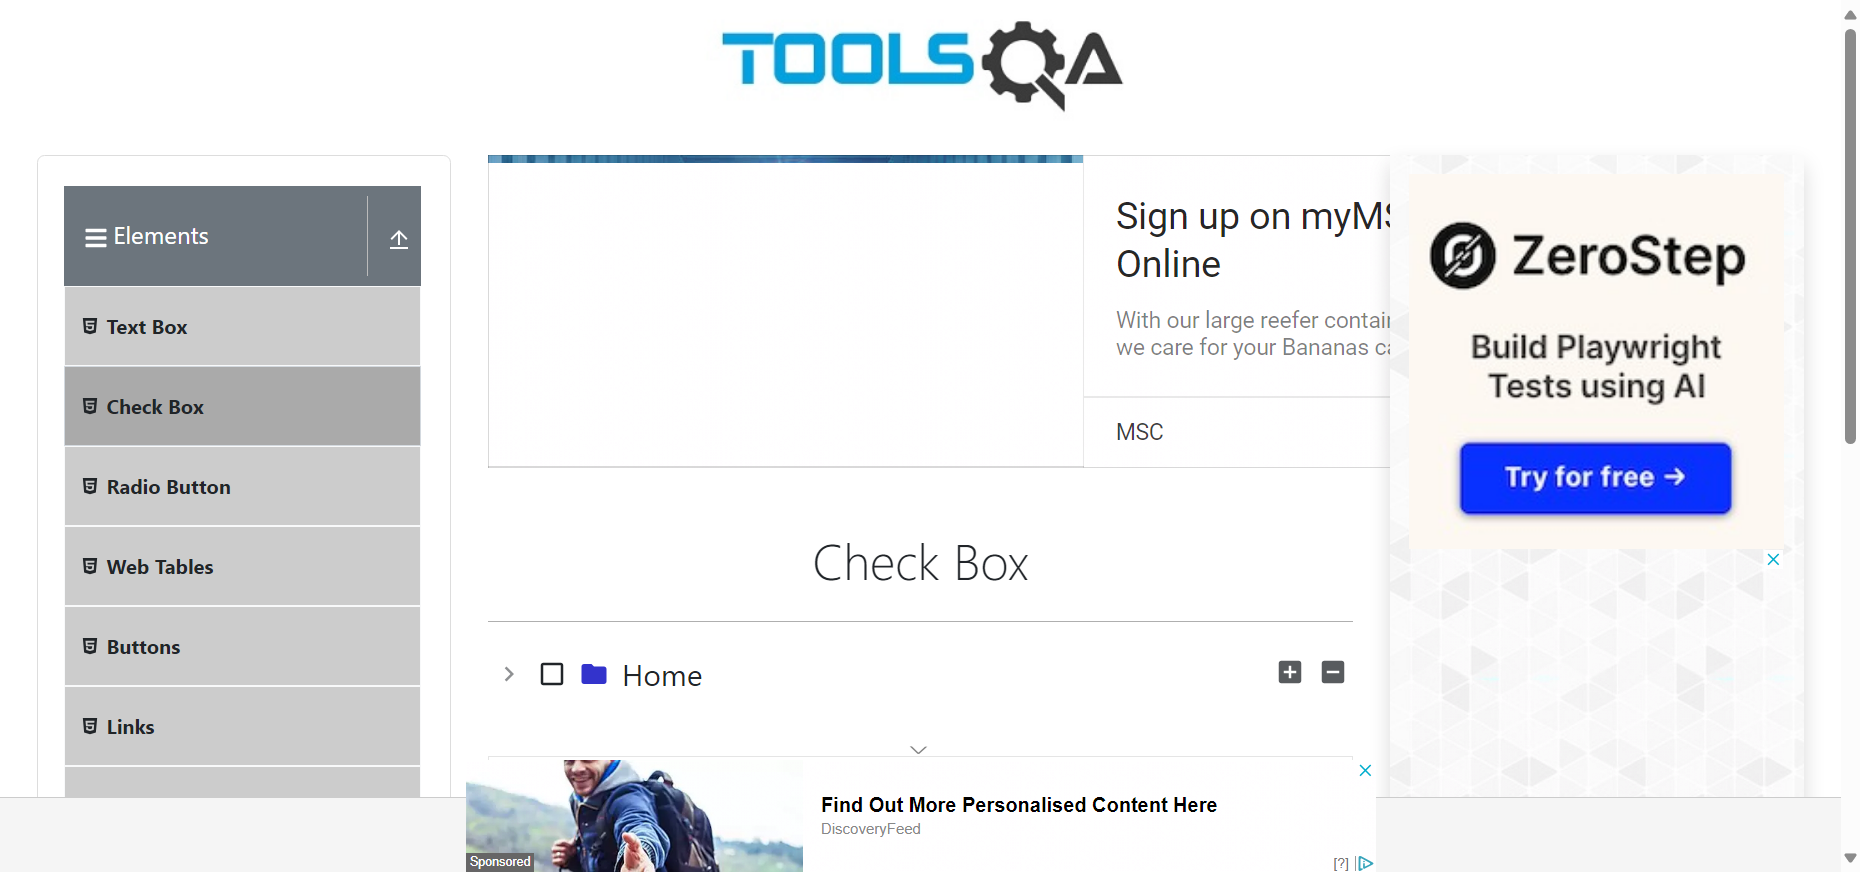 TOOLSQA
Elements
Text Box
Check Box
Radio Button
Web Tables
Buttons
Links
Sign up on myMS
Online
With our large reefer contain
we care for your Bananas ca
MSC
Check Box
Home
ZeroStep
Build Playwright
Tests using AI
Try for free →
Find Out More Personalised Content Here
DiscoveryFeed
Sponsored
[?]